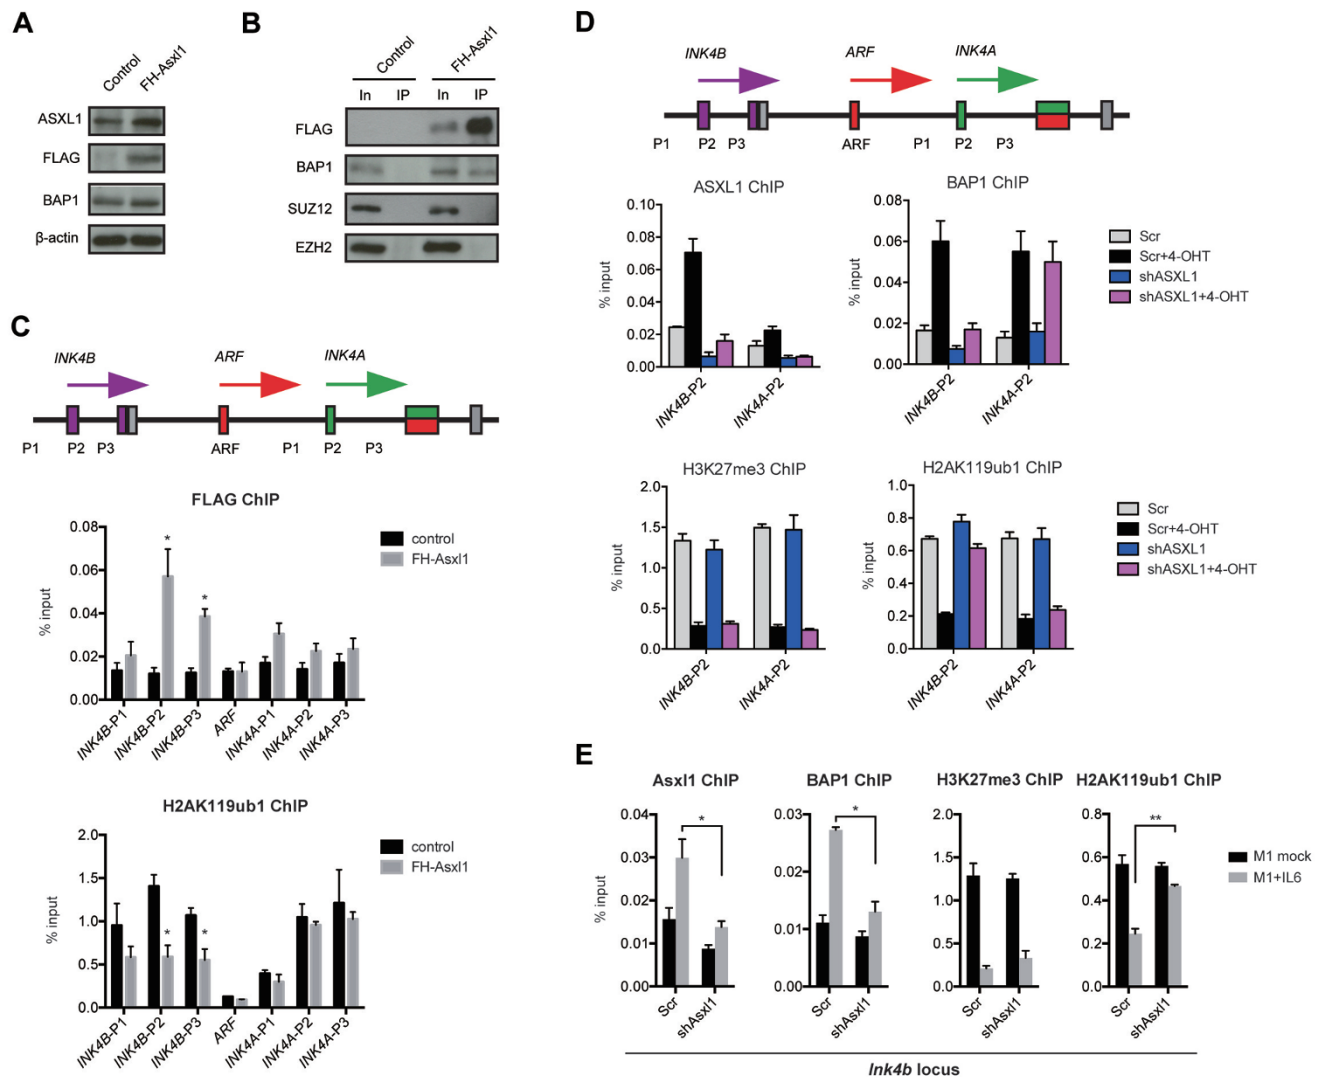 A
Control
FH-Asxl1
ASXL1
FLAG
BAP1
β-actin
B
Control
FH-Asxl1
In IP In IP
FLAG
BAP1
SUZ12
EZH2
C
INK4B ARF INK4A
P1 P2 P3 ARF P1 P2 P3
FLAG ChIP
% input
0.08
0.06
0.04
0.02
0.00
* *
control
FH-Asxl1
INK4B-P1
INK4B-P2
INK4B-P3
ARF
INK4A-P1
INK4A-P2
INK4A-P3
H2AK119ub1 ChIP
% input
2.0
1.5
1.0
0.5
0.0
* *
control
FH-Asxl1
INK4B-P1
INK4B-P2
INK4B-P3
ARF
INK4A-P1
INK4A-P2
INK4A-P3
D
INK4B ARF INK4A
P1 P2 P3 ARF P1 P2 P3
ASXL1 ChIP
% input
0.10
0.08
0.06
0.04
0.02
0.00
INK4B-P2
INK4A-P2
BAP1 ChIP
% input
0.08
0.06
0.04
0.02
0.00
INK4B-P2
INK4A-P2
Scr
Scr+4-OHT
shASXL1
shASXL1+4-OHT
H3K27me3 ChIP
% input
2.0
1.5
1.0
0.5
0.0
INK4B-P2
INK4A-P2
H2AK119ub1 ChIP
% input
1.0
0.8
0.6
0.4
0.2
0.0
INK4B-P2
INK4A-P2
Scr
Scr+4-OHT
shASXL1
shASXL1+4-OHT
E
Asxl1 ChIP
% input
0.04
0.03
0.02
0.01
0.00
*
Scr
shAsxl1
BAP1 ChIP
0.03
0.02
0.01
0.00
*
Scr
shAsxl1
H3K27me3 ChIP
2.0
1.5
1.0
0.5
0.0
Scr
shAsxl1
H2AK119ub1 ChIP
0.8
0.6
0.4
0.2
0.0
**
Scr
shAsxl1
M1 mock
M1+IL6
Ink4b locus